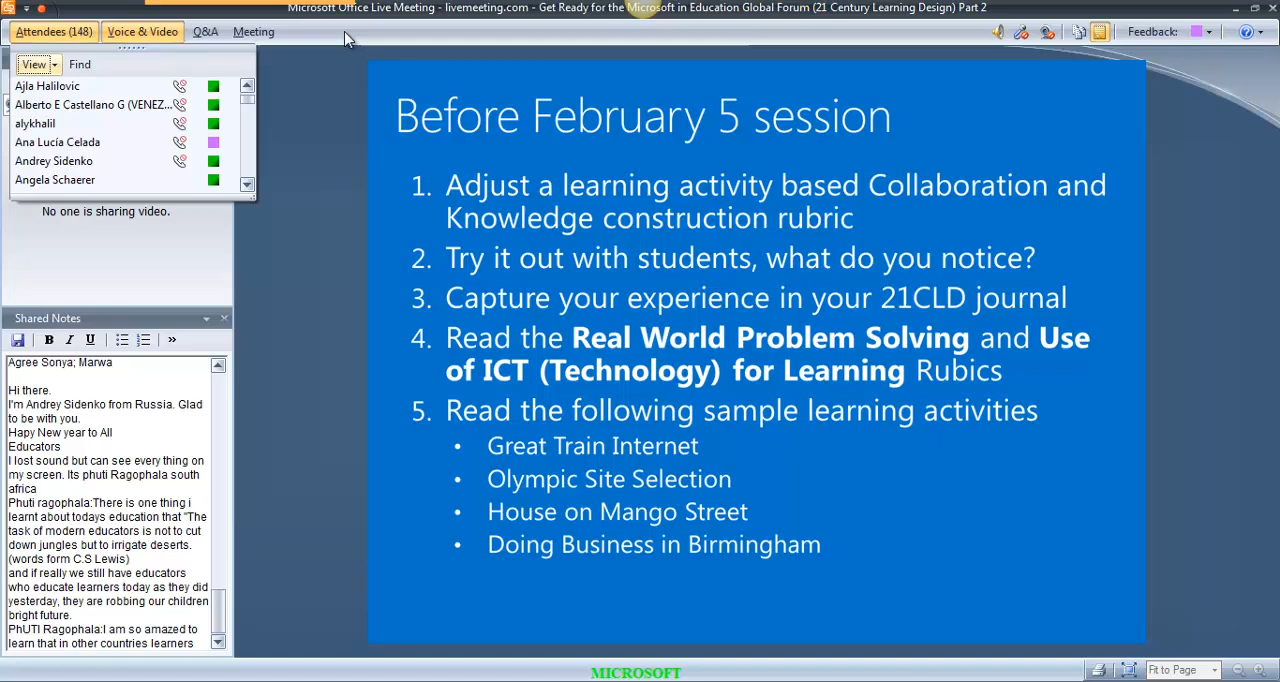 Microsoft Office Live Meeting - livemeeting.com - Get Ready for the Microsoft in Education Global Forum (21 Century Learning Design) Part 2
Attendees (148)
Voice & Video
Q&A
Meeting
Feedback:
View
Find
Ajla Halilovic
Alberto E Castellano G (VENEZ...
alykhalil
Ana Lucía Celada
Andrey Sidenko
Angela Schaerer
No one is sharing video.
Shared Notes
B I U »
Agree Sonya; Marwa
Hi there.
I'm Andrey Sidenko from Russia. Glad
to be with you.
Hapy New year to All
Educators
I lost sound but can see every thing on
my screen. Its phuti Ragophala south
africa
Phuti ragophala:There is one thing i
learnt about todays education that "The
task of modern educators is not to cut
down jungles but to irrigate deserts.
(words form C.S Lewis)
and if really we still have educators
who educate learners today as they did
yesterday, they are robbing our children
bright future.
PhUTI Ragophala:I am so amazed to
learn that in other countries learners
Before February 5 session
1. Adjust a learning activity based Collaboration and
Knowledge construction rubric
2. Try it out with students, what do you notice?
3. Capture your experience in your 21CLD journal
4. Read the Real World Problem Solving and Use
of ICT (Technology) for Learning Rubics
5. Read the following sample learning activities
• Great Train Internet
• Olympic Site Selection
• House on Mango Street
• Doing Business in Birmingham
MICROSOFT
Fit to Page